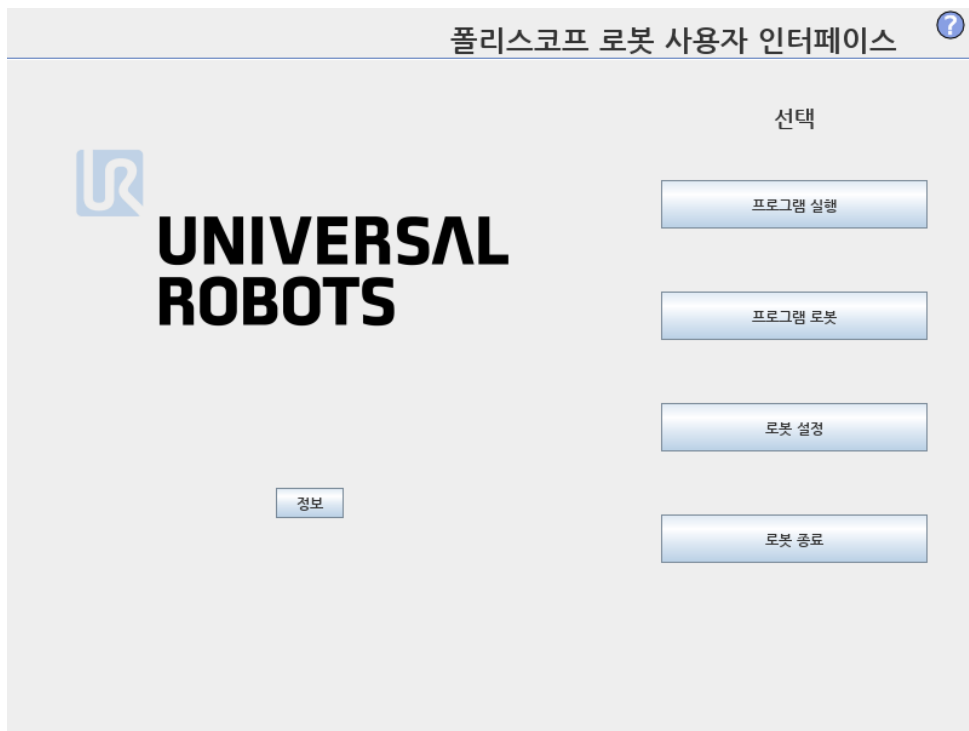 폴리스코프 로봇 사용자 인터페이스
?
선택
UR
UNIVERSAL
ROBOTS
프로그램 실행
프로그램 로봇
로봇 설정
정보
로봇 종료